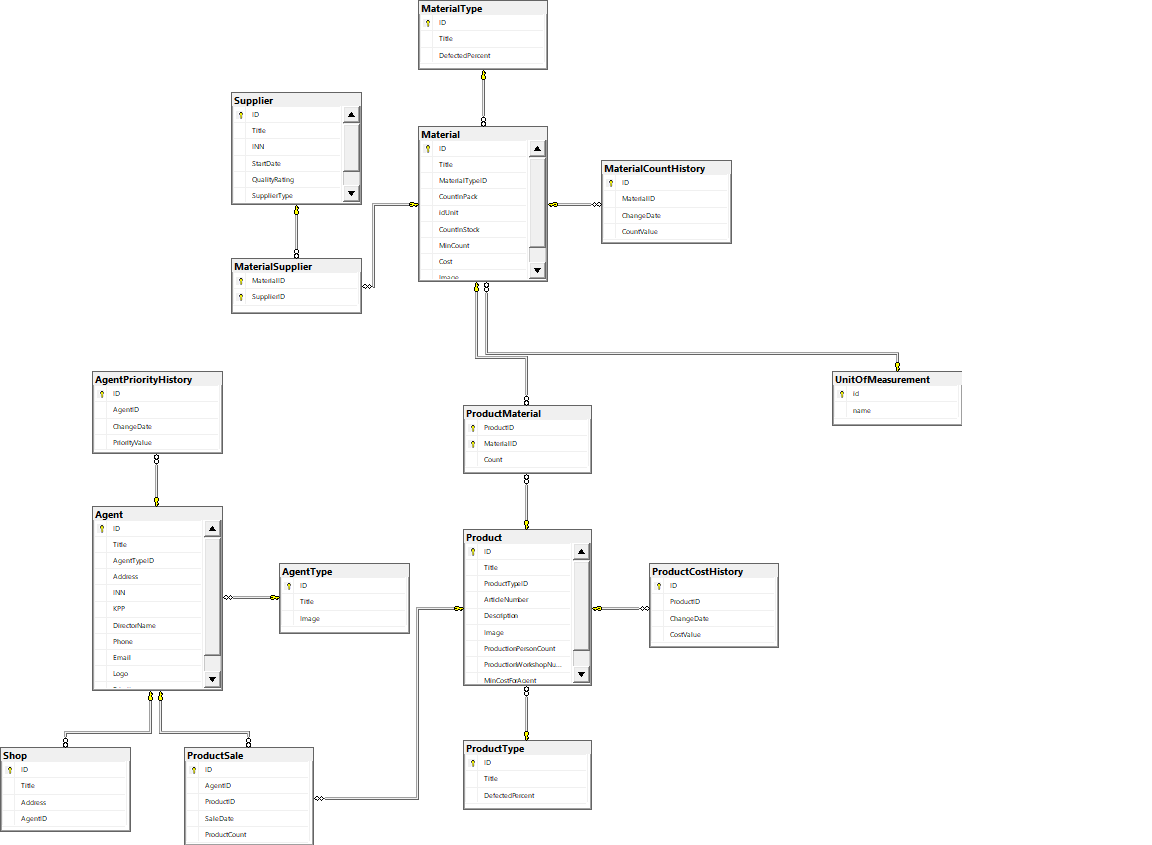 MaterialType
ID
Title
DefectedPercent
Supplier
ID
Title
INN
StartDate
QualityRating
SupplierType
Material
ID
Title
MaterialTypeID
CountInPack
idUnit
CountInStock
MinCount
Cost
Image
MaterialCountHistory
ID
MaterialID
ChangeDate
CountValue
MaterialSupplier
MaterialID
SupplierID
AgentPriorityHistory
ID
AgentID
ChangeDate
PriorityValue
UnitOfMeasurement
id
name
ProductMaterial
ProductID
MaterialID
Count
Agent
ID
Title
AgentTypeID
Address
INN
KPP
DirectorName
Phone
Email
Logo
AgentType
ID
Title
Image
Product
ID
Title
ProductTypeID
ArticleNumber
Description
Image
ProductionPersonCount
ProductionWorkshopNu...
MinCostForAgent
ProductCostHistory
ID
ProductID
ChangeDate
CostValue
Shop
ID
Title
Address
AgentID
ProductSale
ID
AgentID
ProductID
SaleDate
ProductCount
ProductType
ID
Title
DefectedPercent